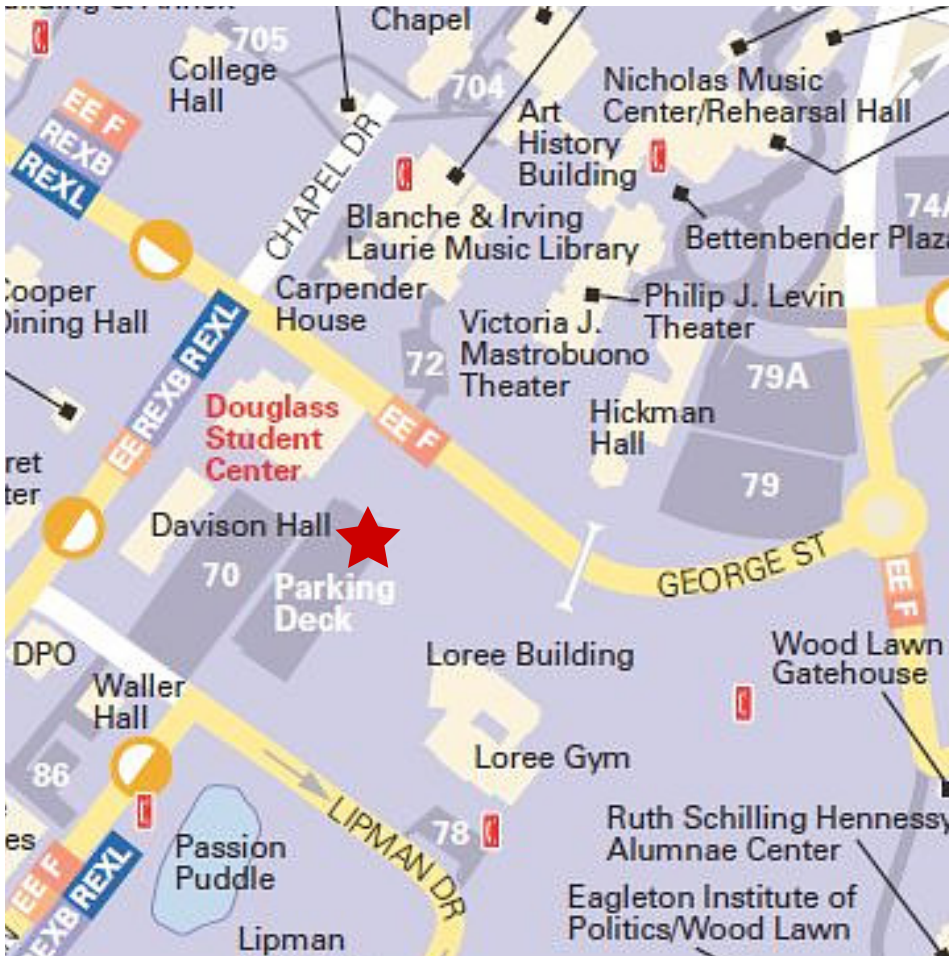 Chapel
705
College
Hall
704
Nicholas Music
Center/Rehearsal Hall
Art
History
Building
EE F
REXB
REXL
CHAPEL DR
74A
Blanche & Irving
Laurie Music Library
Bettenbender Plaza
Cooper
Dining Hall
Carpender
House
Philip J. Levin
Theater
Victoria J.
Mastrobuono
Theater
72
79A
EE REXB REXL
Douglass
Student
Center
EE F
Hickman
Hall
79
Davison Hall
70
Parking
Deck
GEORGE ST
EE F
DPO
Loree Building
Wood Lawn
Gatehouse
Waller
Hall
86
Loree Gym
LIPMAN DR
78
Ruth Schilling Hennessy
Alumnae Center
Passion
Puddle
EE F
REXB REXL
Eagleton Institute of
Politics/Wood Lawn
Lipman